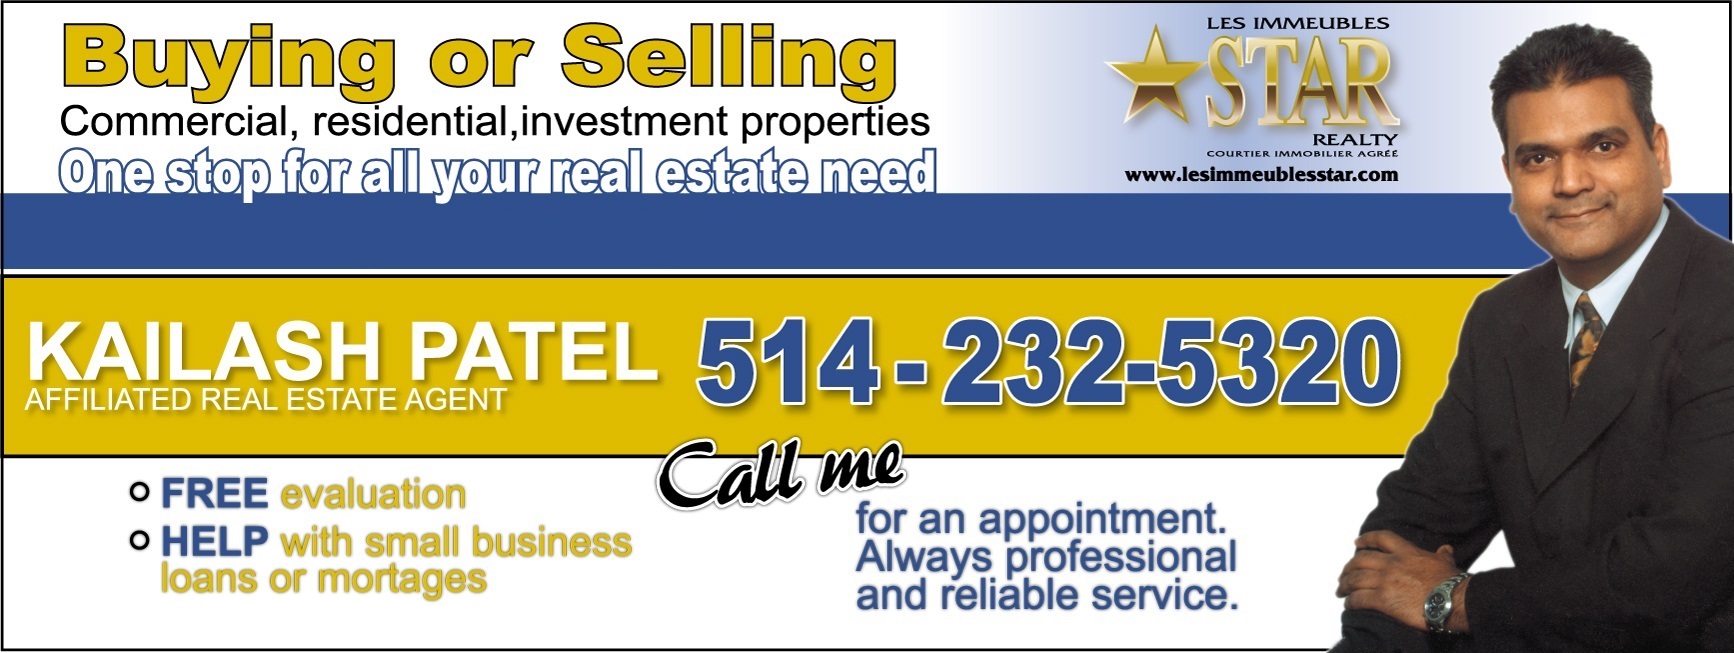 Buying or Selling
Commercial, residential,investment properties
One stop for all your real estate need
LES IMMEUBLES
STAR
REALTY
COURTIER IMMOBILIER AGRÉÉ
www.lesimmeublesstar.com
KAILASH PATEL
AFFILIATED REAL ESTATE AGENT
514 - 232-5320
FREE evaluation
HELP with small business
loans or mortages
Call me
for an appointment.
Always professional
and reliable service.